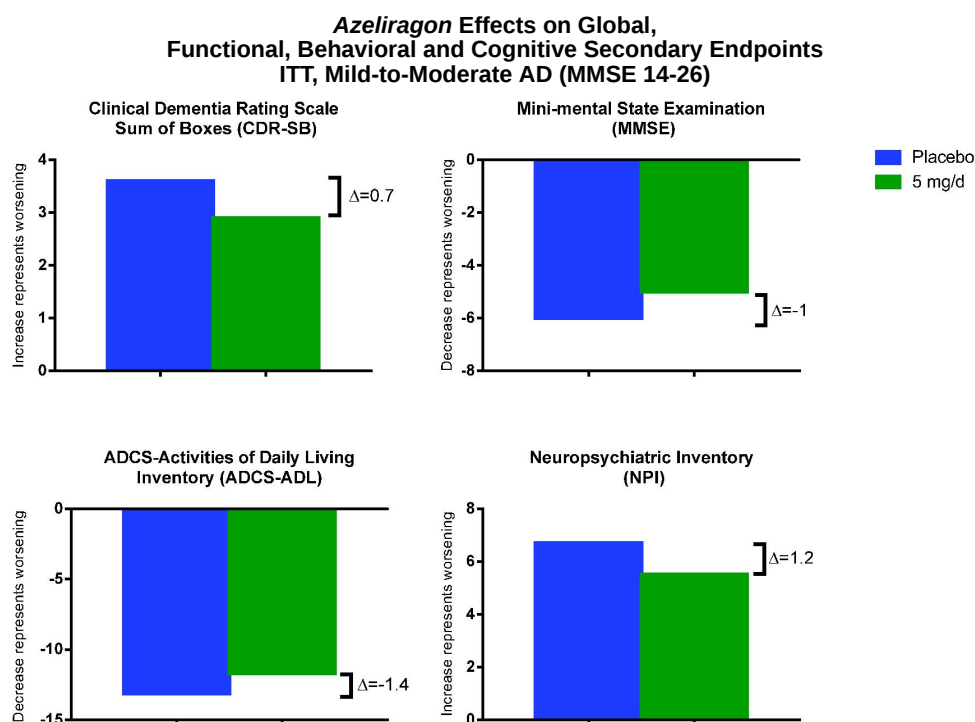 Azeliragon Effects on Global,
Functional, Behavioral and Cognitive Secondary Endpoints
ITT, Mild-to-Moderate AD (MMSE 14-26)
Clinical Dementia Rating Scale
Sum of Boxes (CDR-SB)
Increase represents worsening
4
3
2
1
0
Δ=0.7
Mini-mental State Examination
(MMSE)
Decrease represents worsening
0
-2
-4
-6
-8
Δ=-1
Placebo
5 mg/d
ADCS-Activities of Daily Living
Inventory (ADCS-ADL)
Decrease represents worsening
0
-5
-10
-15
Δ=-1.4
Neuropsychiatric Inventory
(NPI)
Increase represents worsening
8
6
4
2
0
Δ=1.2